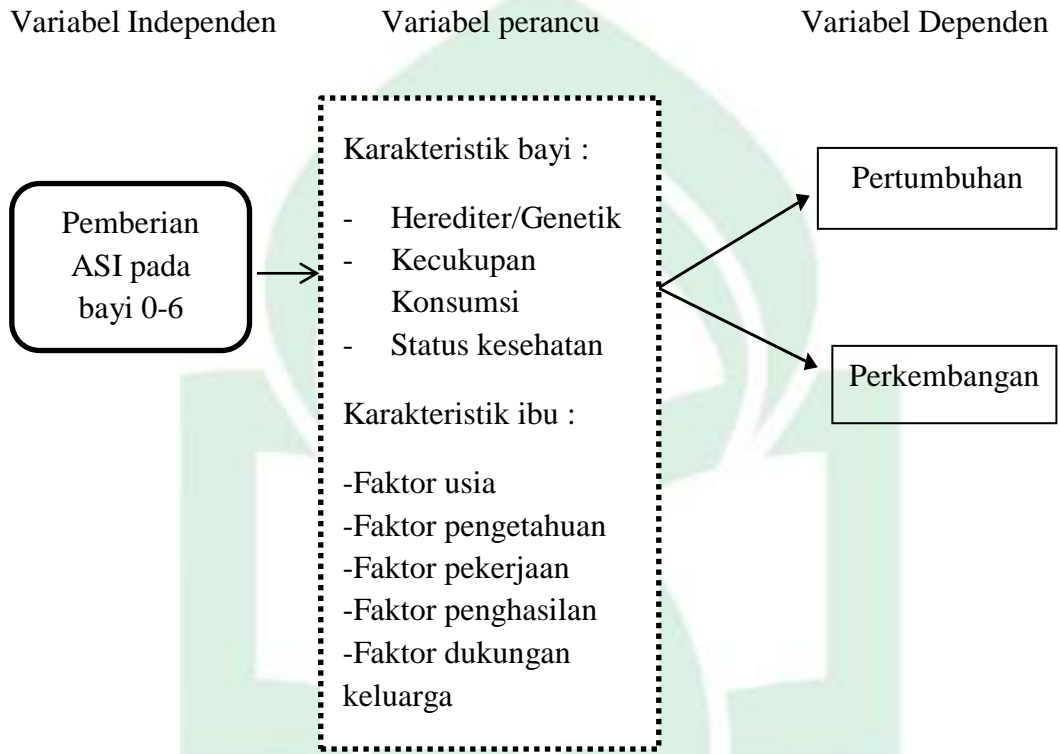 Variabel Independen
Variabel perancu
Variabel Dependen
Pemberian
ASI pada
bayi 0-6
Karakteristik bayi :
- Herediter/Genetik
- Kecukupan
Konsumsi
- Status kesehatan
Karakteristik ibu :
-Faktor usia
-Faktor pengetahuan
-Faktor pekerjaan
-Faktor penghasilan
-Faktor dukungan
keluarga
Pertumbuhan
Perkembangan